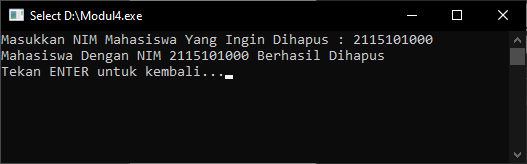 Select D:\Modul4.exe
Masukkan NIM Mahasiswa Yang Ingin Dihapus : 2115101000
Mahasiswa Dengan NIM 2115101000 Berhasil Dihapus
Tekan ENTER untuk kembali...